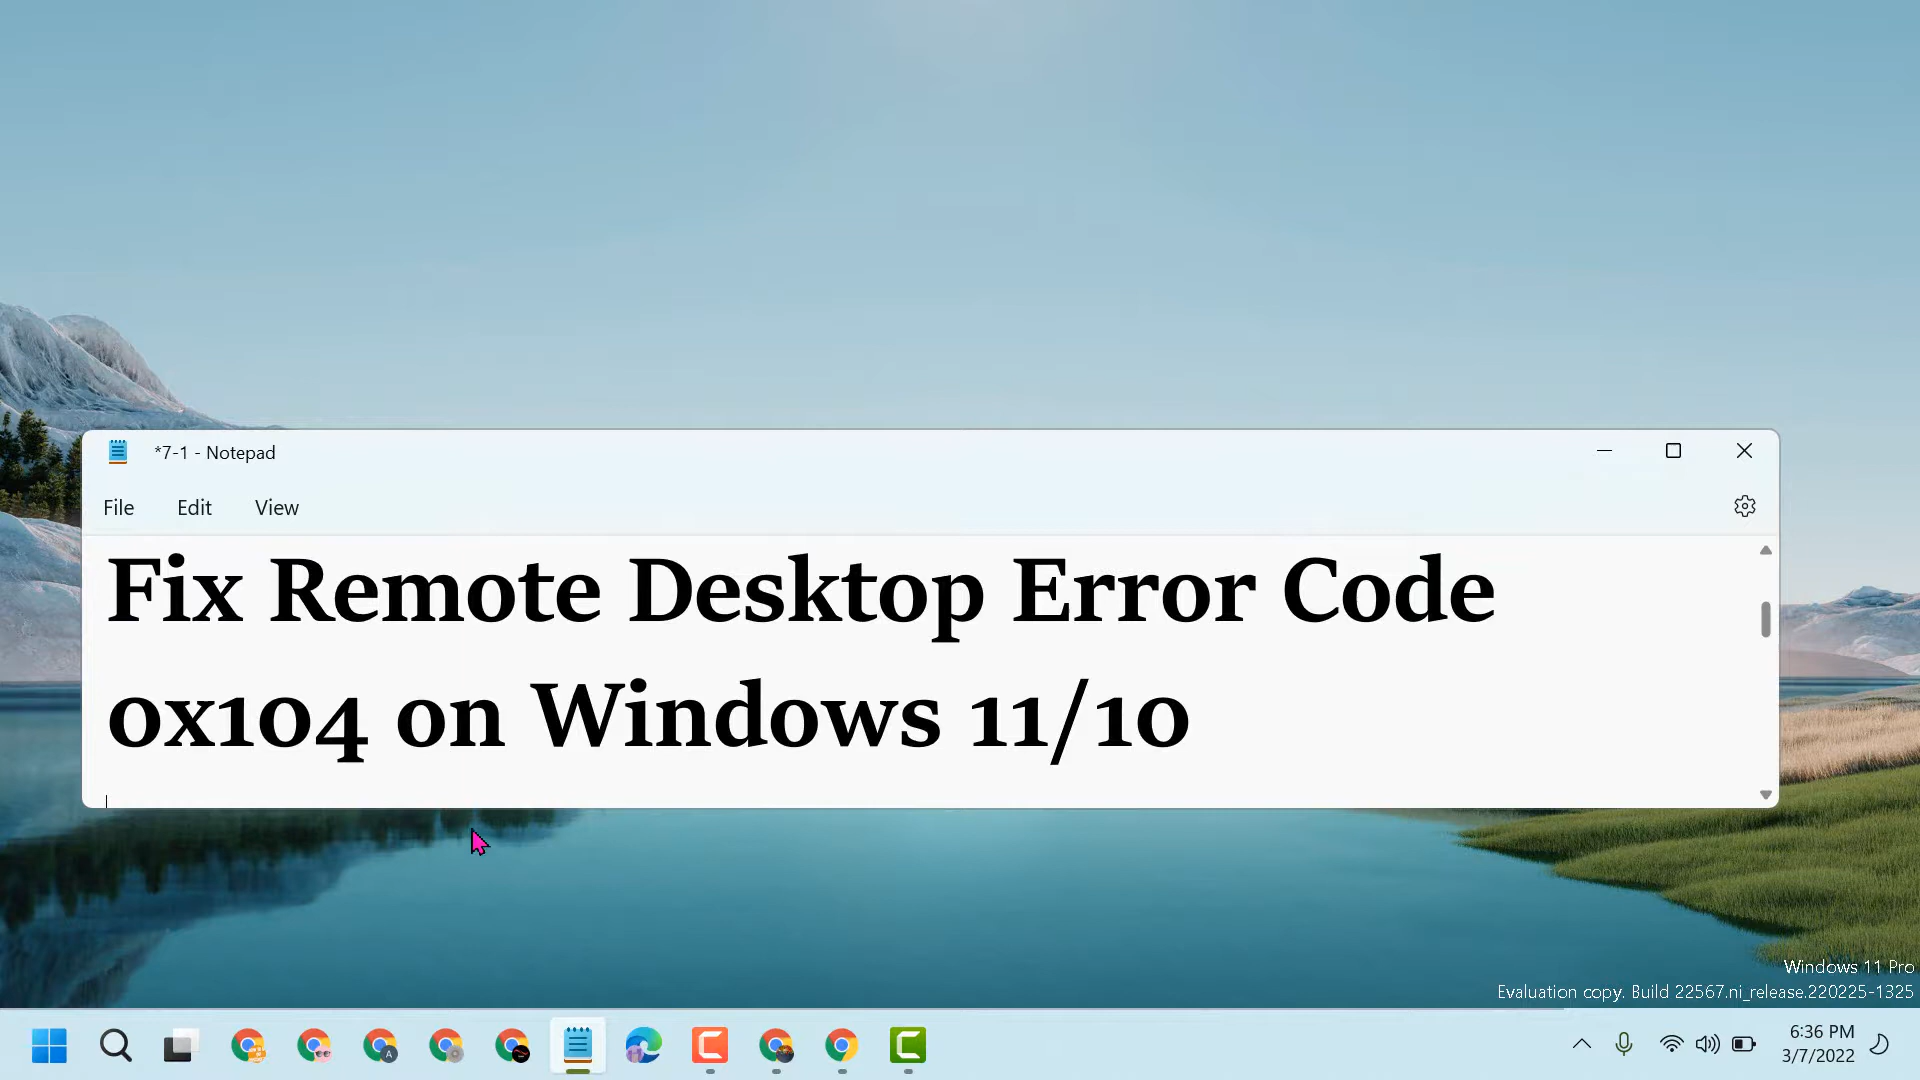 *7-1 - Notepad
File Edit View
Fix Remote Desktop Error Code
0x104 on Windows 11/10
Windows 11 Pro
Evaluation copy. Build 22567.ni_release.220225-1325
A
6:36 PM
3/7/2022